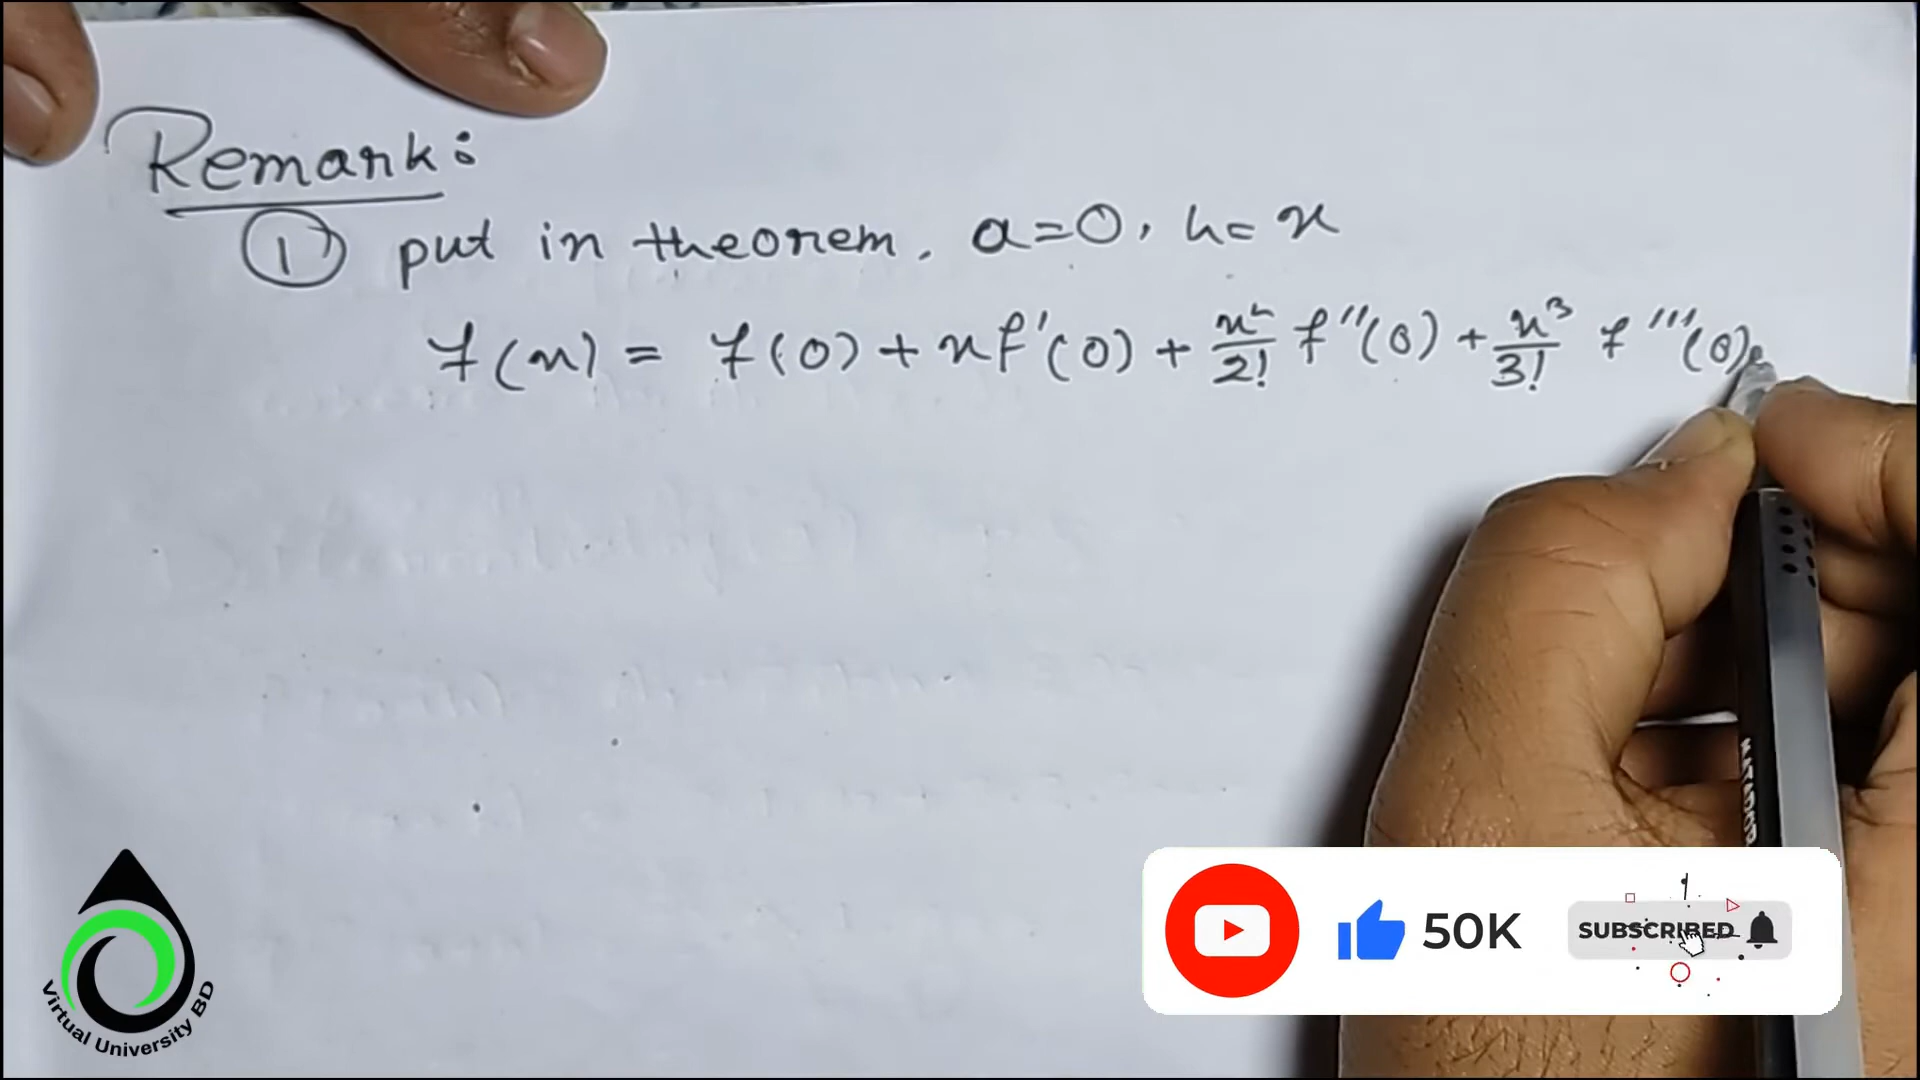 Remark:
① put in theorem, a=0, h= x
f(x) = f(0) + xf'(0) + x²/2! f''(0) + x³/3! f'''(0)
50K
SUBSCRIBED
Virtual University BD